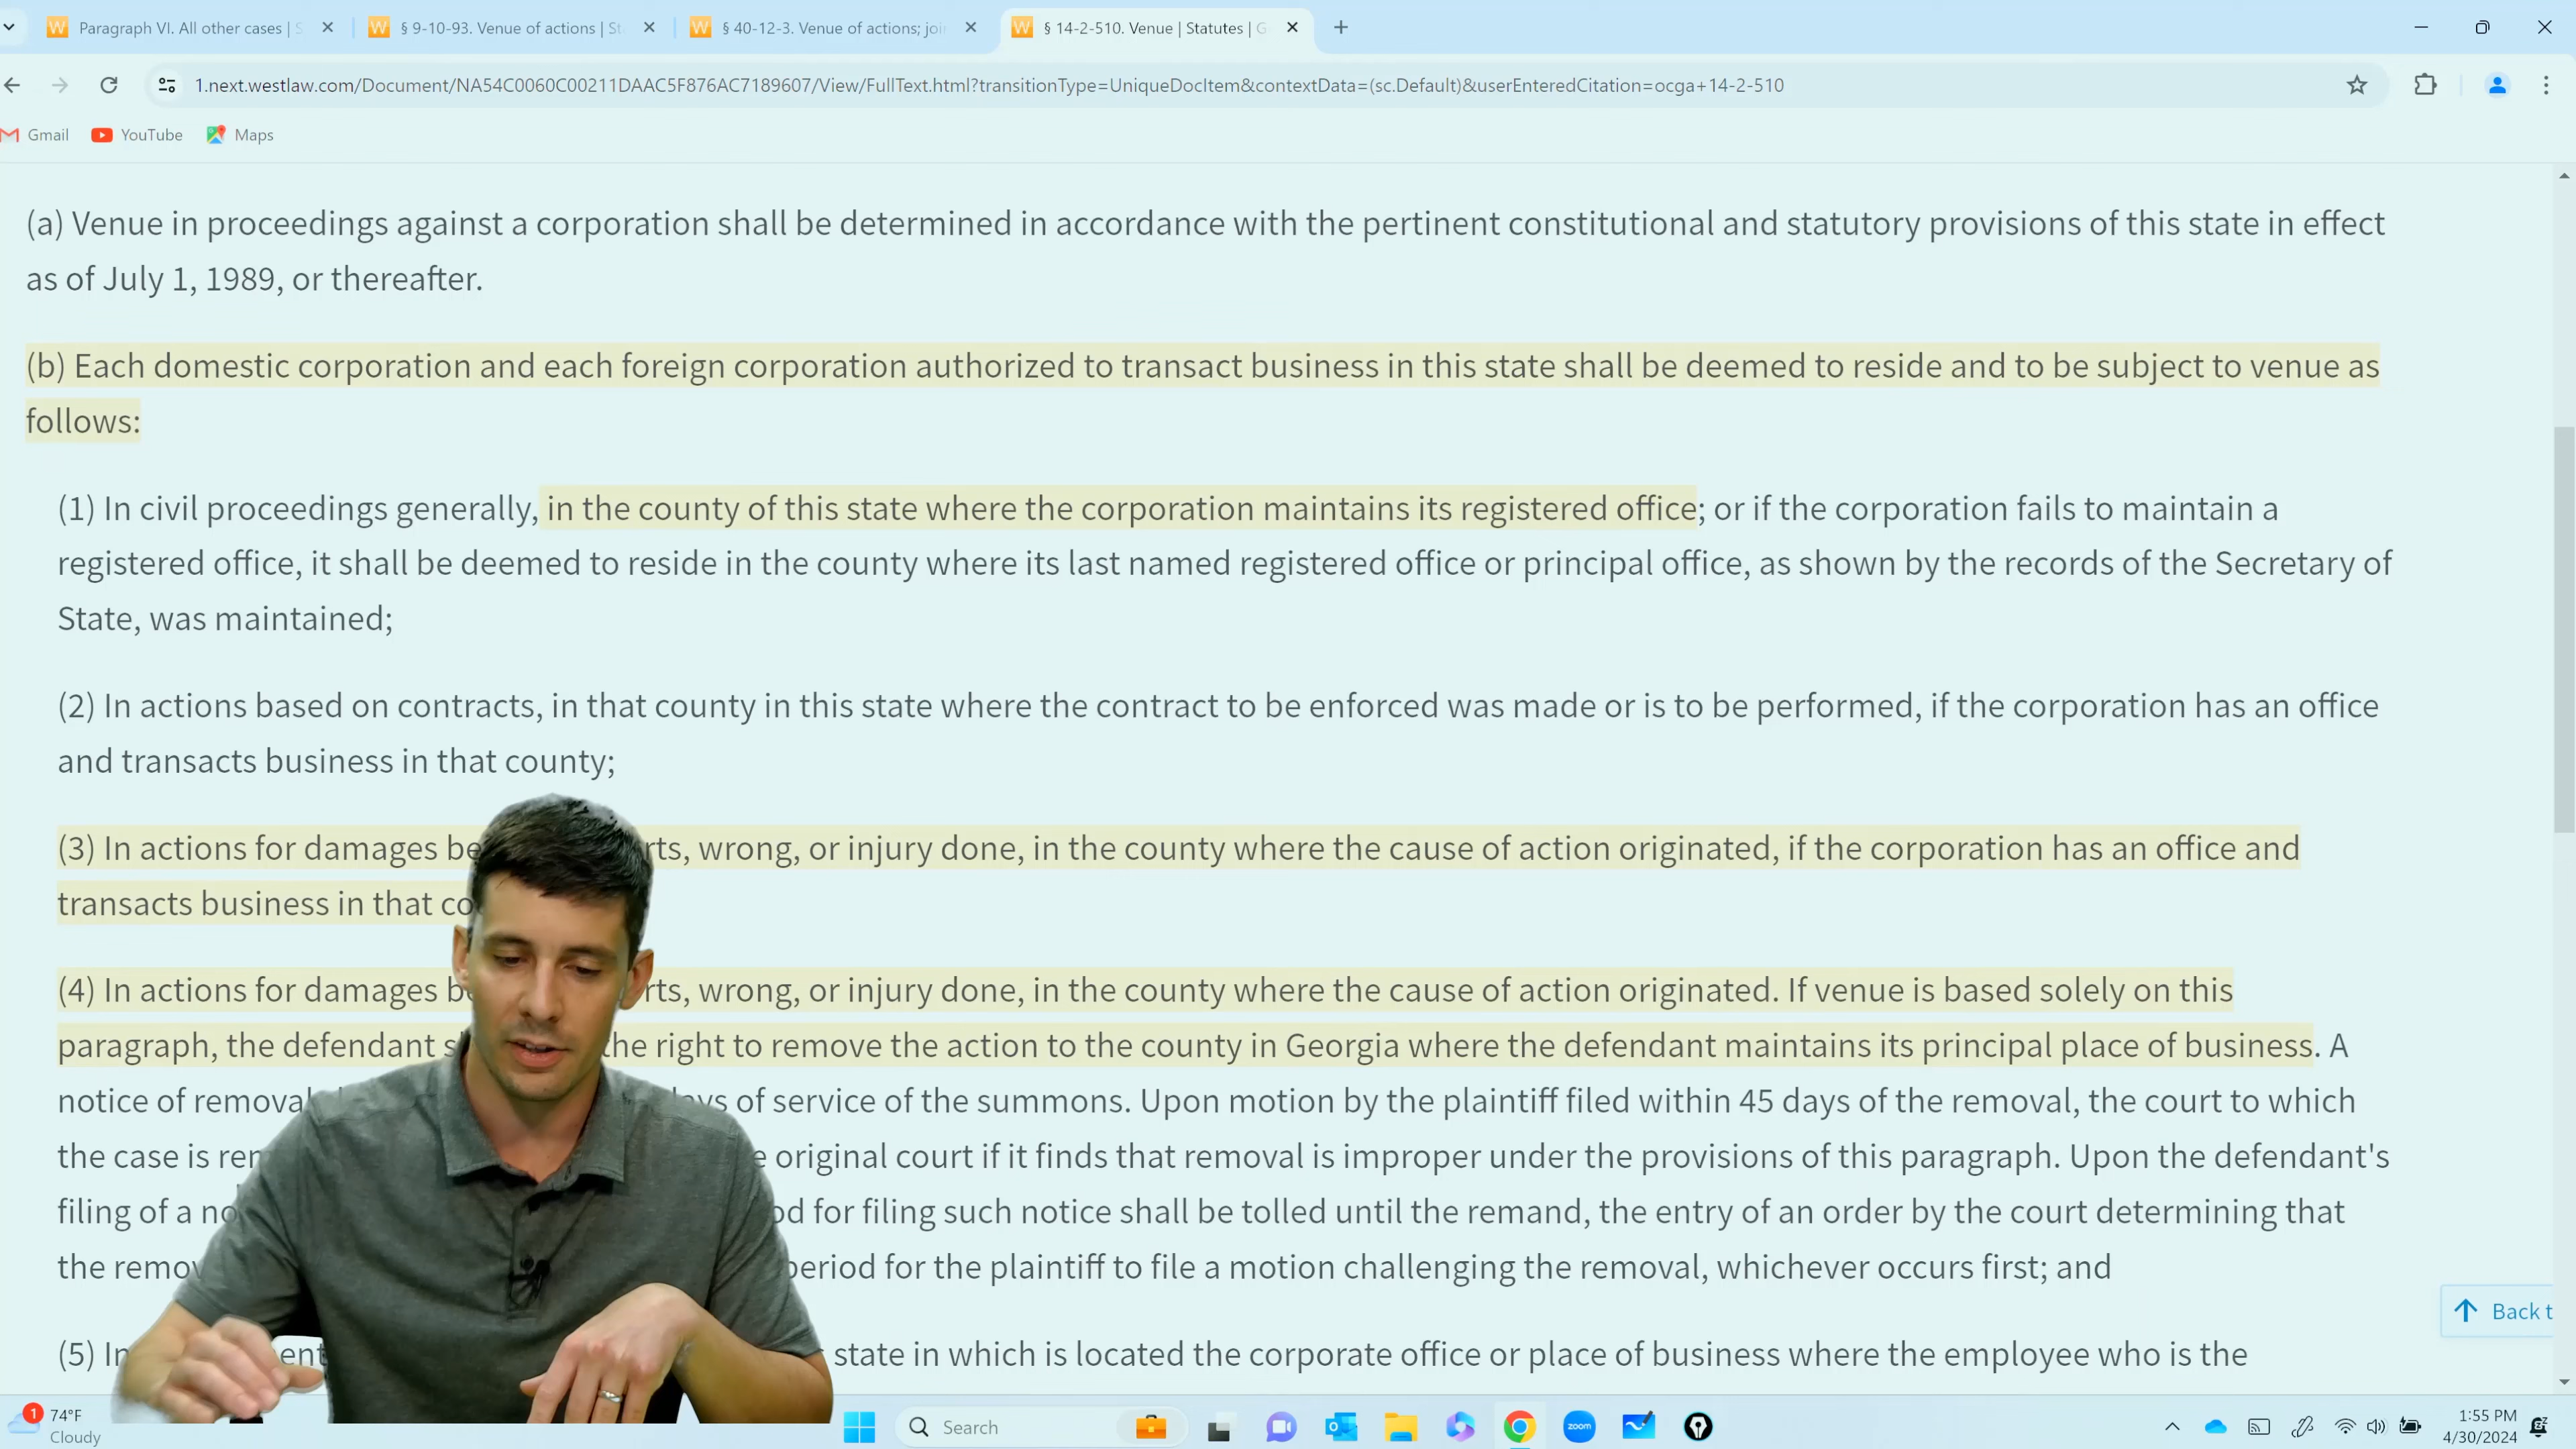 Paragraph VI. All other cases | S
§ 9-10-93. Venue of actions | St
§ 40-12-3. Venue of actions; joi
§ 14-2-510. Venue | Statutes | G
1.next.westlaw.com/Document/NA54C0060C00211DAAC5F876AC7189607/View/FullText.html?transitionType=UniqueDocItem&contextData=(sc.Default)&userEnteredCitation=ocga+14-2-510
Gmail YouTube Maps
(a) Venue in proceedings against a corporation shall be determined in accordance with the pertinent constitutional and statutory provisions of this state in effect
as of July 1, 1989, or thereafter.
(b) Each domestic corporation and each foreign corporation authorized to transact business in this state shall be deemed to reside and to be subject to venue as
follows:
(1) In civil proceedings generally, in the county of this state where the corporation maintains its registered office; or if the corporation fails to maintain a
registered office, it shall be deemed to reside in the county where its last named registered office or principal office, as shown by the records of the Secretary of
State, was maintained;
(2) In actions based on contracts, in that county in this state where the contract to be enforced was made or is to be performed, if the corporation has an office
and transacts business in that county;
(3) In actions for damages be rts, wrong, or injury done, in the county where the cause of action originated, if the corporation has an office and
transacts business in that co
(4) In actions for damages be rts, wrong, or injury done, in the county where the cause of action originated. If venue is based solely on this
paragraph, the defendant s the right to remove the action to the county in Georgia where the defendant maintains its principal place of business. A
notice of removal ays of service of the summons. Upon motion by the plaintiff filed within 45 days of the removal, the court to which
the case is rem e original court if it finds that removal is improper under the provisions of this paragraph. Upon the defendant's
filing of a no od for filing such notice shall be tolled until the remand, the entry of an order by the court determining that
the remov period for the plaintiff to file a motion challenging the removal, whichever occurs first; and
Back t
(5) In ent state in which is located the corporate office or place of business where the employee who is the
1
74°F
Cloudy
Search
zoom
1:55 PM
4/30/2024